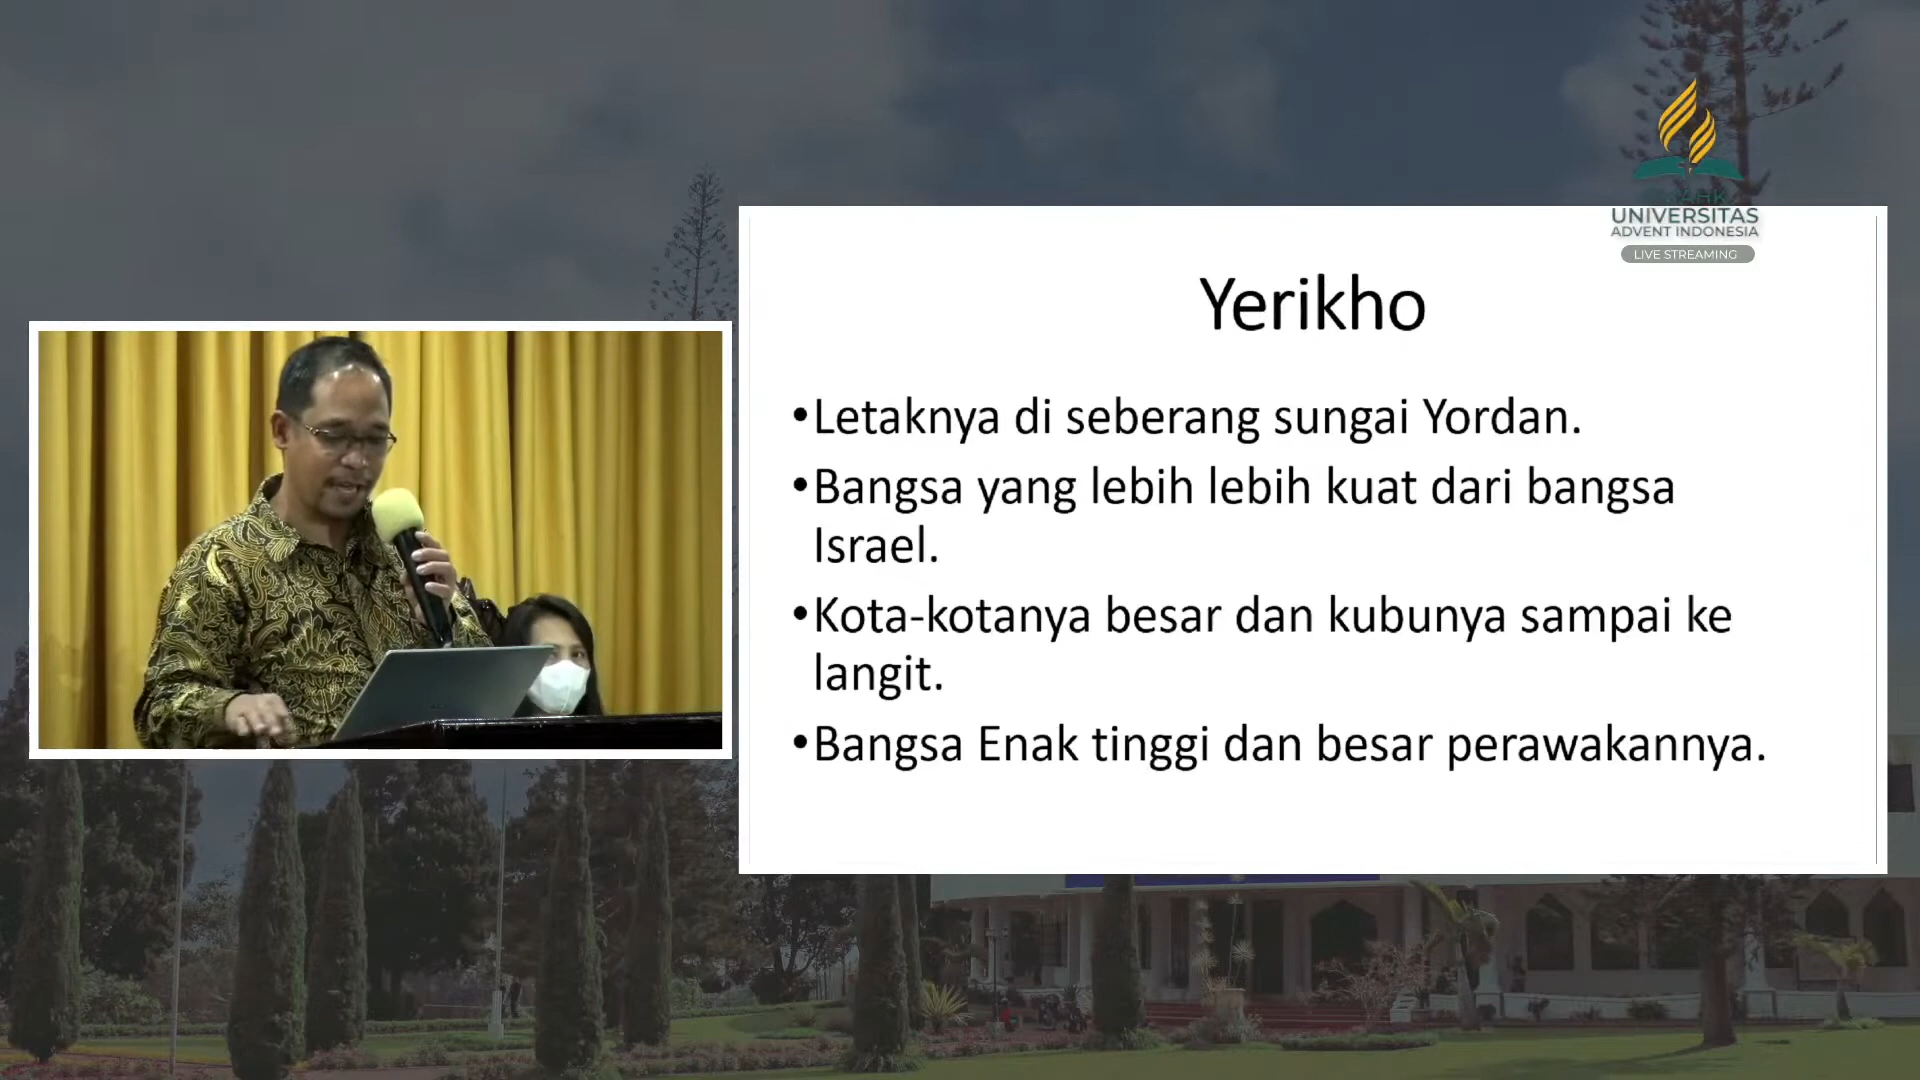 UNIVERSITAS
ADVENT INDONESIA
LIVE STREAMING
Yerikho
•Letaknya di seberang sungai Yordan.
•Bangsa yang lebih lebih kuat dari bangsa
Israel.
•Kota-kotanya besar dan kubunya sampai ke
langit.
•Bangsa Enak tinggi dan besar perawakannya.